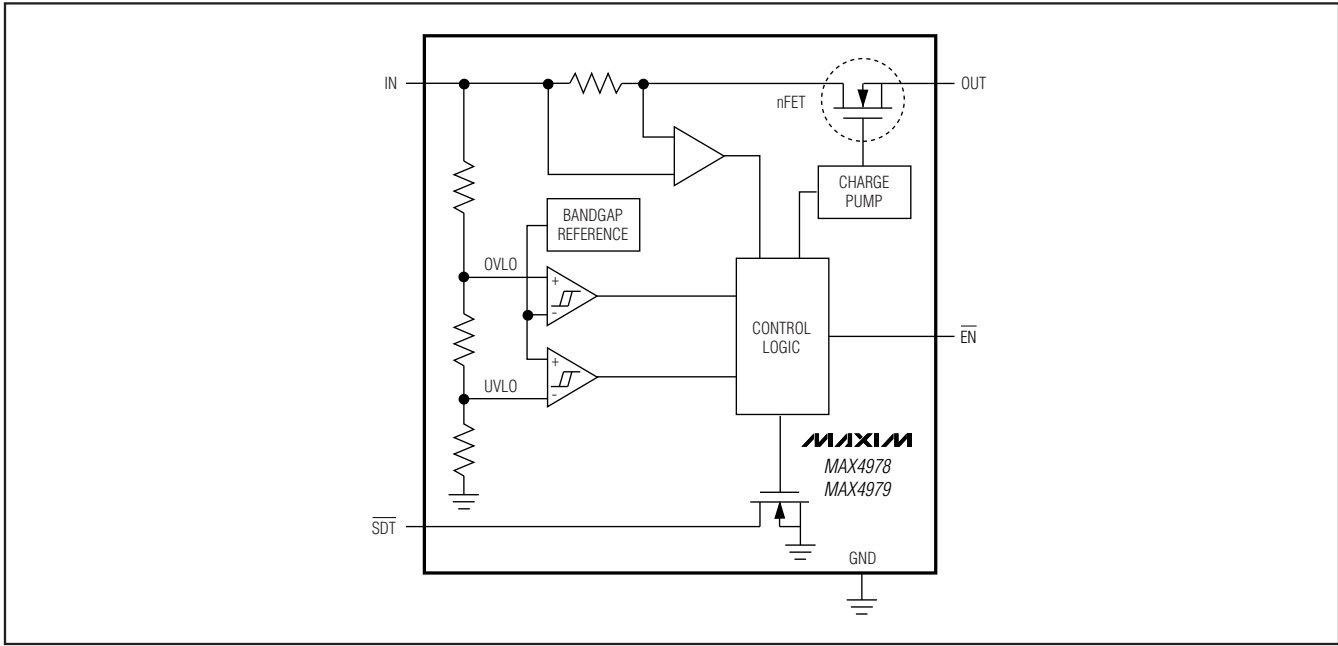 IN
OUT
nFET
CHARGE
PUMP
BANDGAP
REFERENCE
OVLO
+
-
CONTROL
LOGIC
EN
+
UVLO
-
MAXIM
MAX4978
MAX4979
SDT
GND